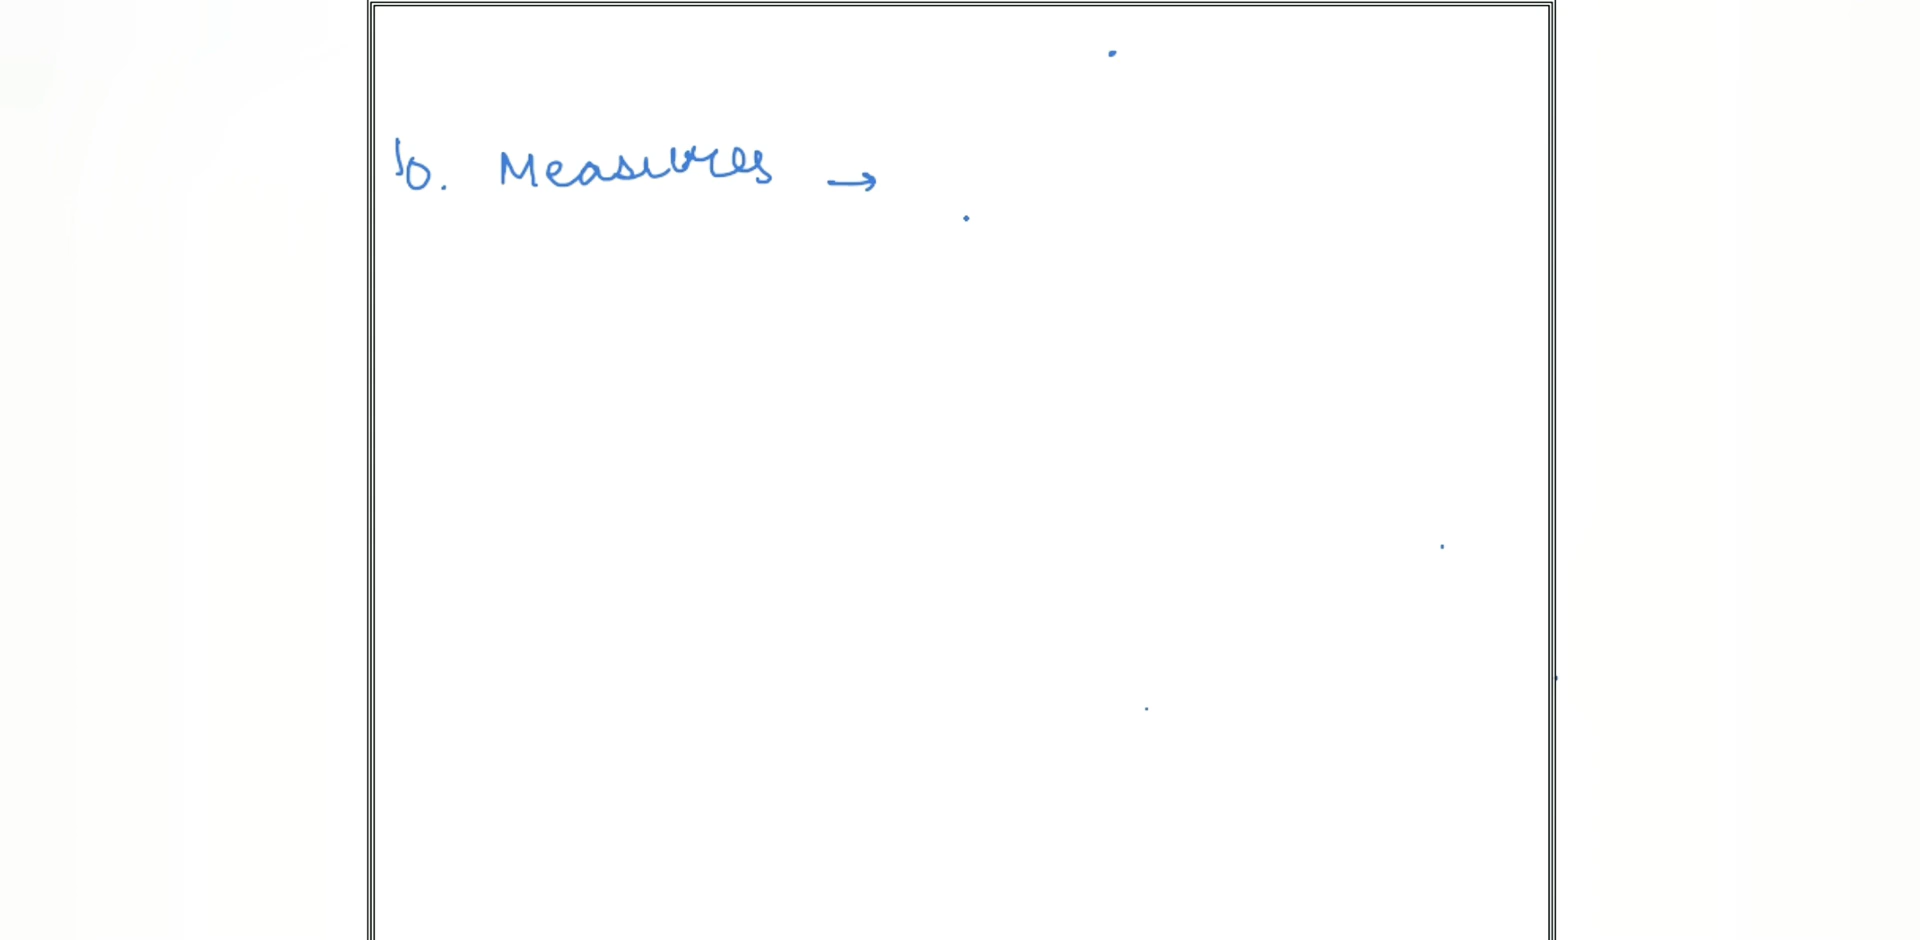 10. Measures →